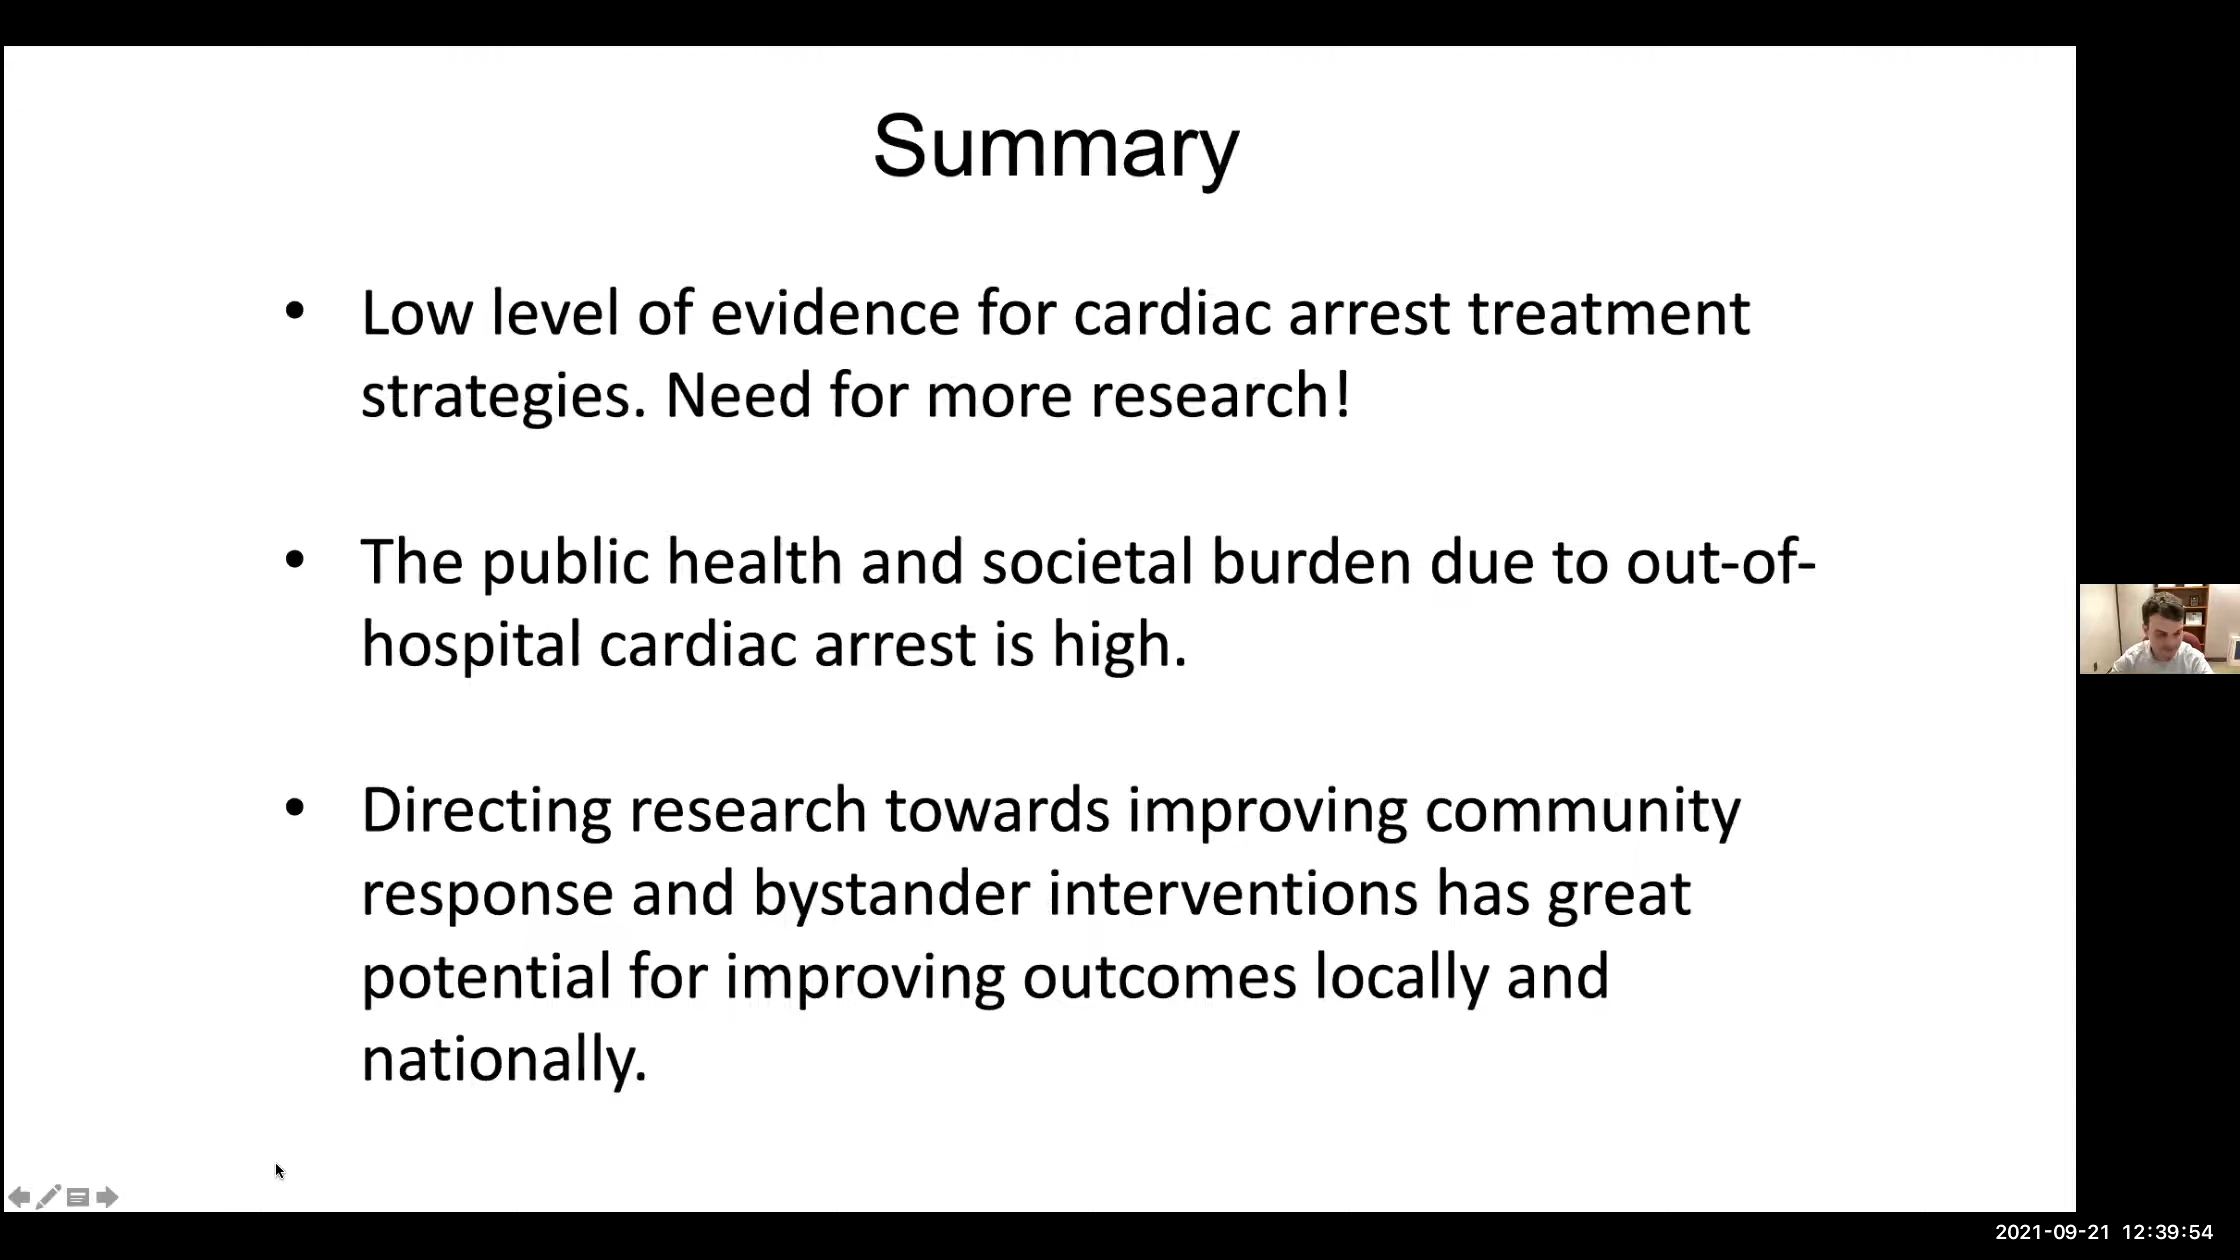 Summary
• Low level of evidence for cardiac arrest treatment
strategies. Need for more research!
• The public health and societal burden due to out-of-
hospital cardiac arrest is high.
• Directing research towards improving community
response and bystander interventions has great
potential for improving outcomes locally and
nationally.
2021-09-21 12:39:54